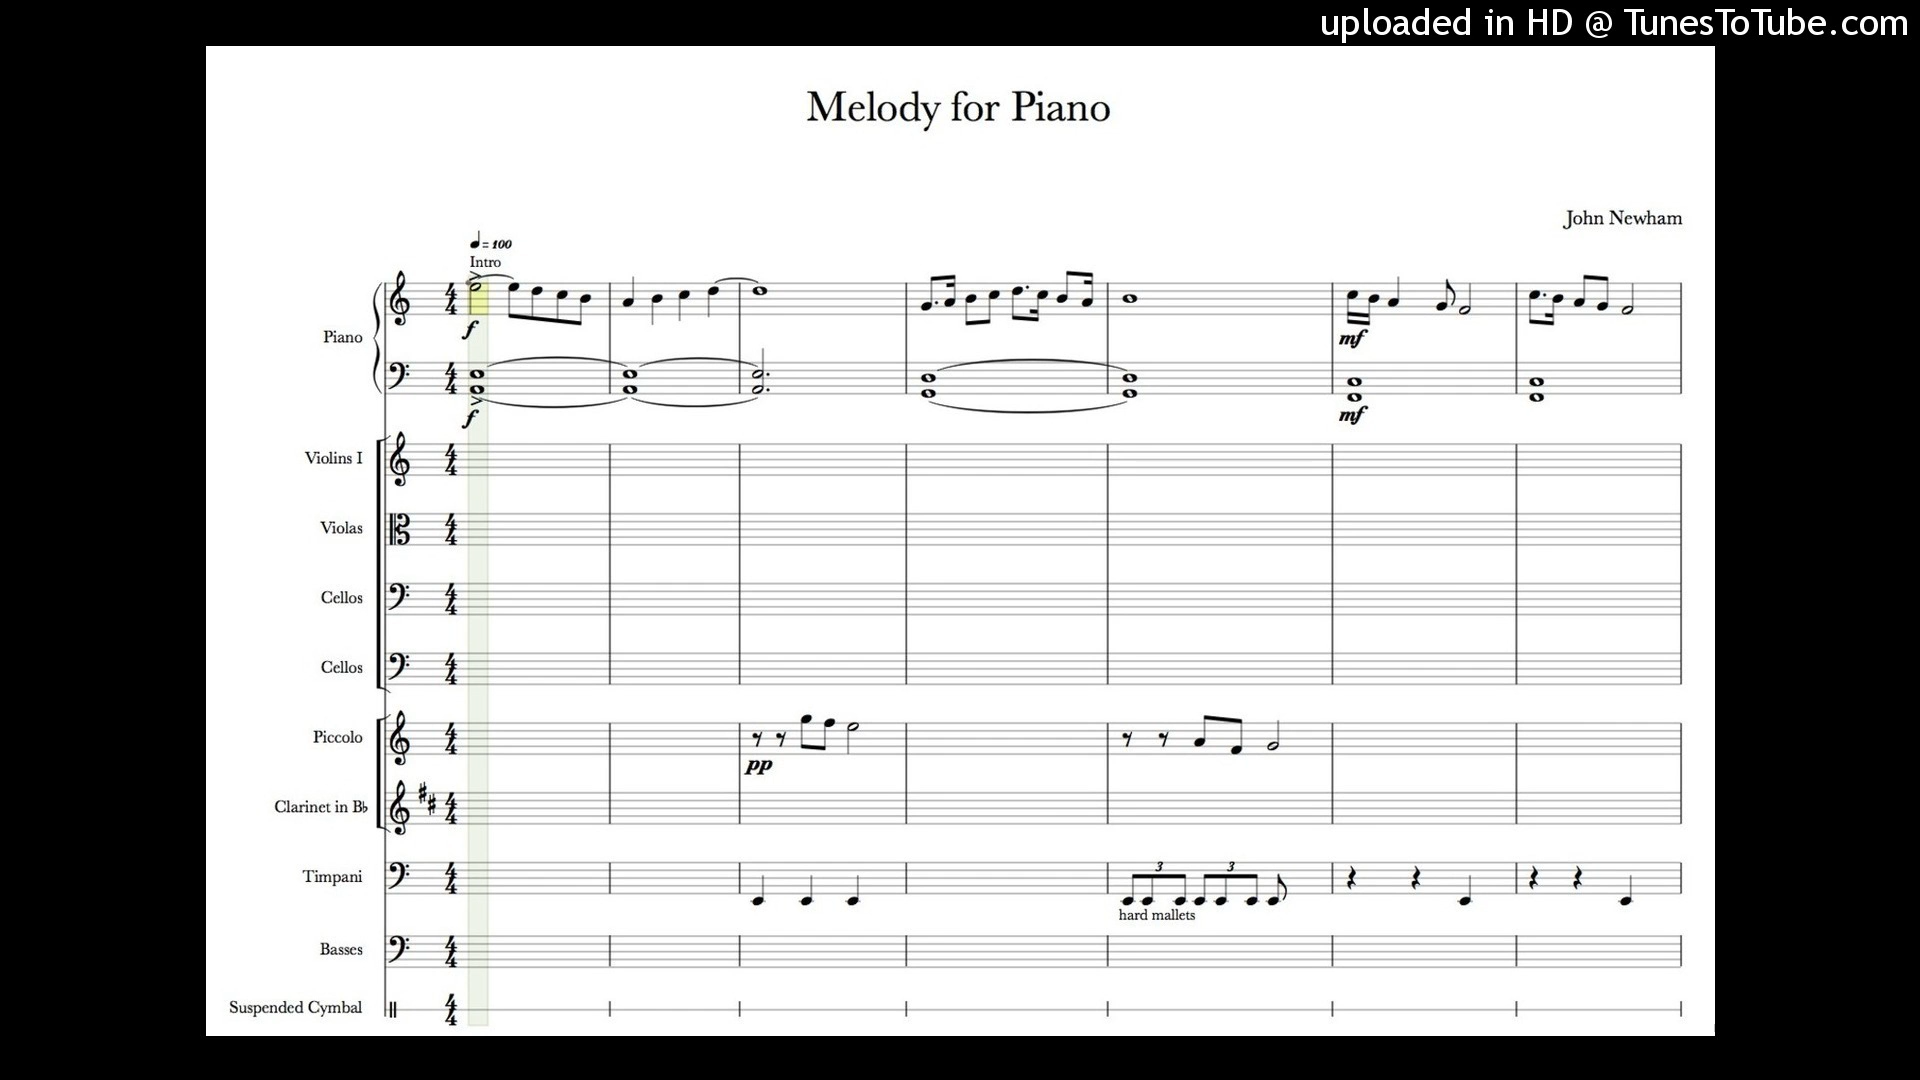 uploaded in HD @ TunesToTube.com
Melody for Piano
John Newham
♩ = 100
Intro
f
Piano
mf
f
mf
Violins I
Violas
Cellos
Cellos
Piccolo
pp
Clarinet in B♭
3 3
Timpani
hard mallets
Basses
Suspended Cymbal